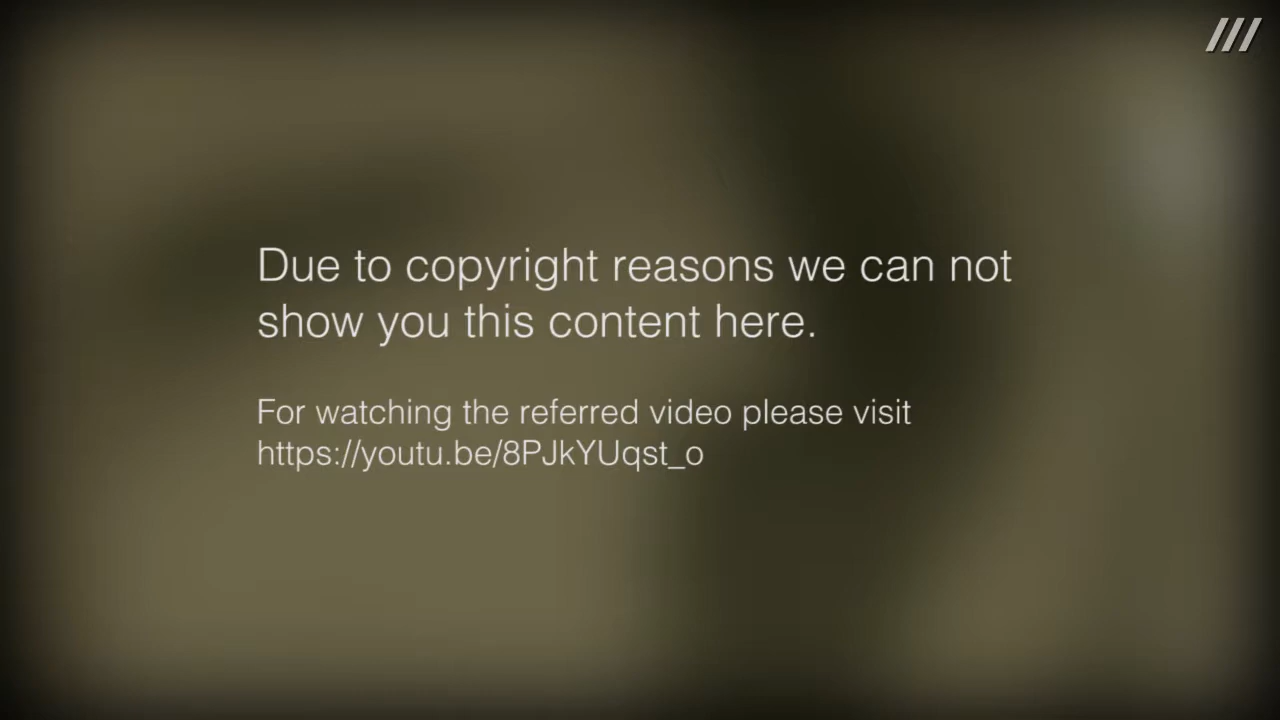 Due to copyright reasons we can not
show you this content here.
For watching the referred video please visit
https://youtu.be/8PJkYUqst_o